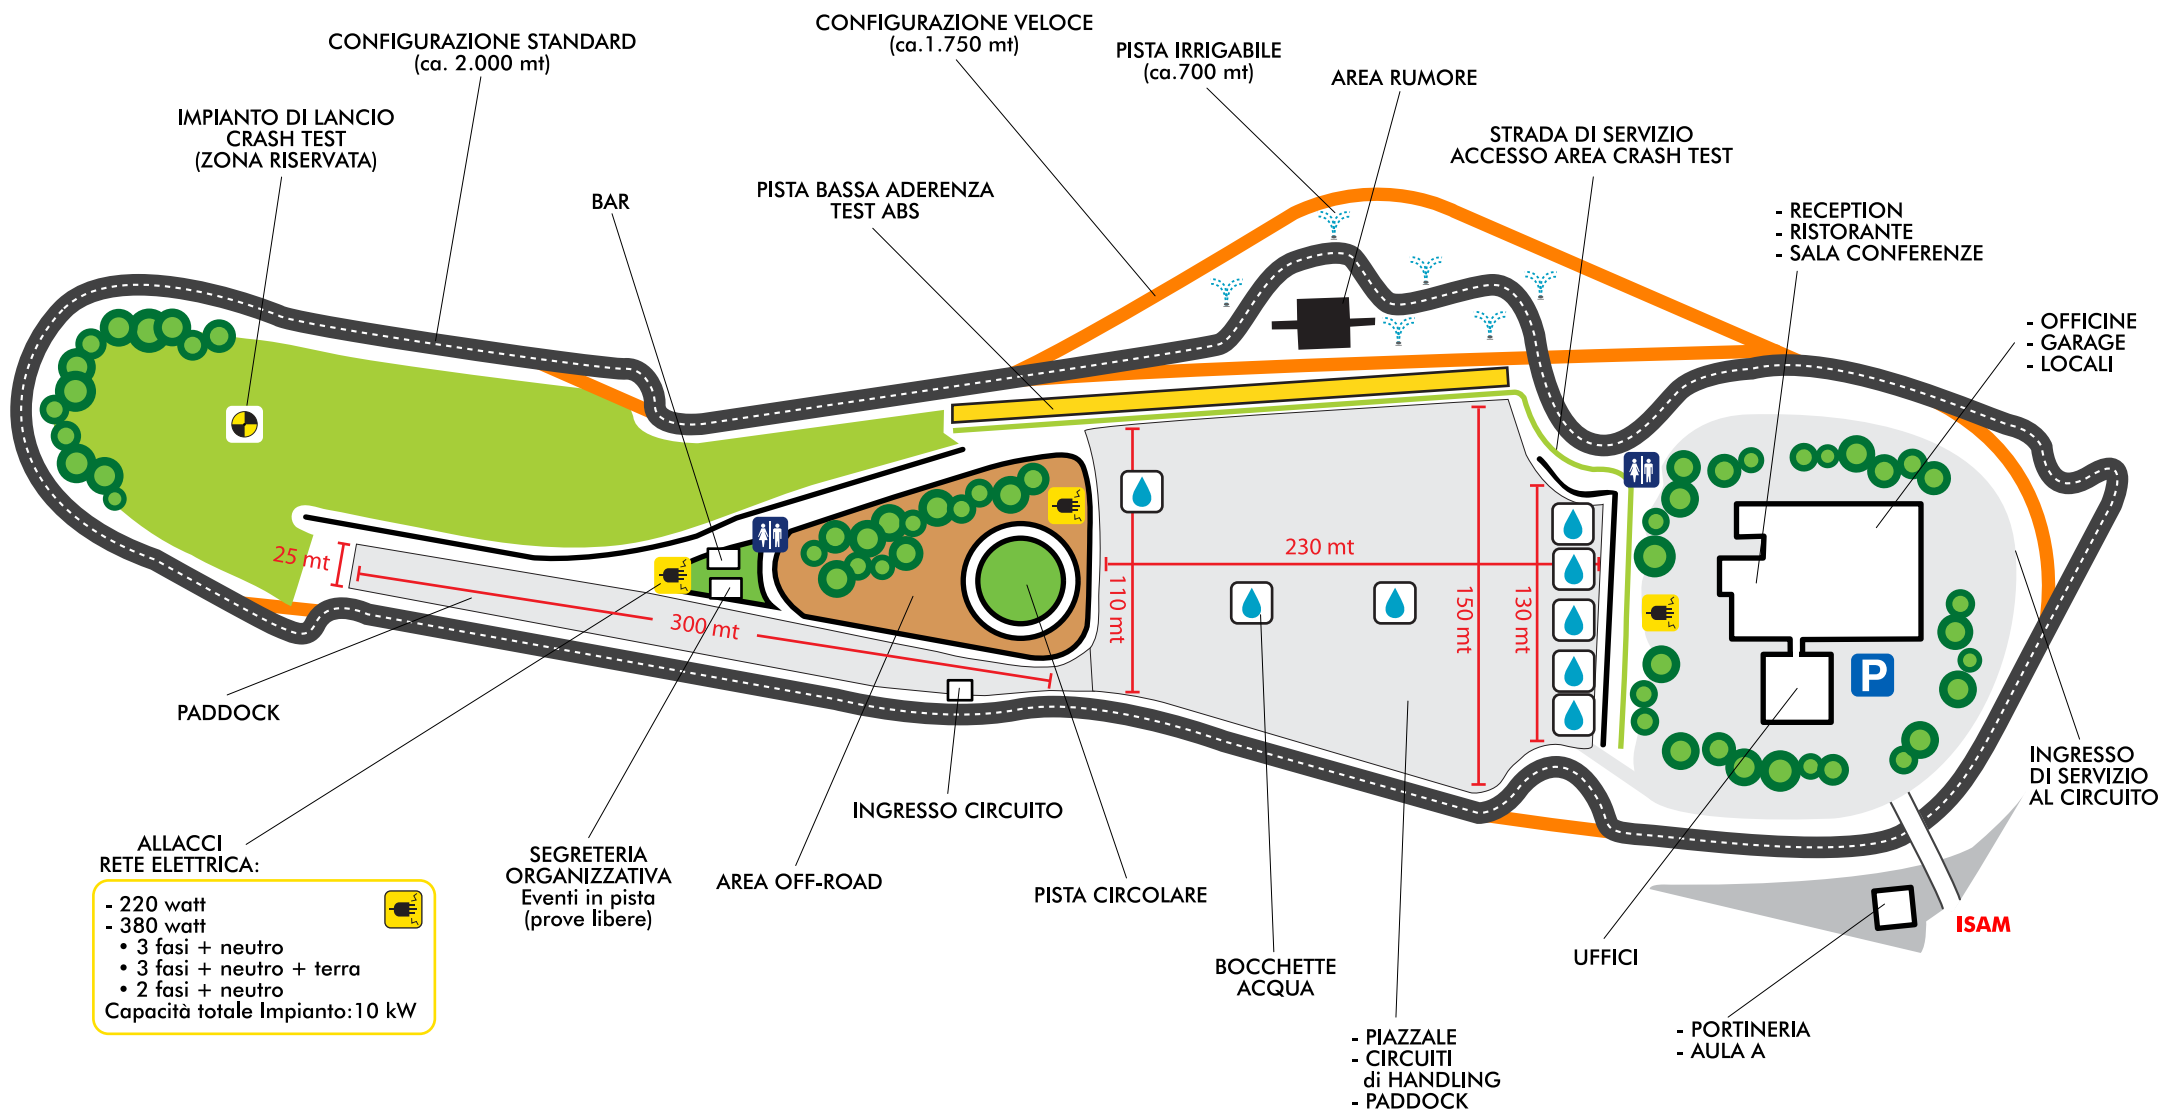 CONFIGURAZIONE STANDARD
(ca. 2.000 mt)
CONFIGURAZIONE VELOCE
(ca.1.750 mt)
PISTA IRRIGABILE
(ca.700 mt)
AREA RUMORE
IMPIANTO DI LANCIO
CRASH TEST
(ZONA RISERVATA)
STRADA DI SERVIZIO
ACCESSO AREA CRASH TEST
BAR
PISTA BASSA ADERENZA
TEST ABS
- RECEPTION
- RISTORANTE
- SALA CONFERENZE
- OFFICINE
- GARAGE
- LOCALI
25 mt
300 mt
110 mt
230 mt
150 mt
130 mt
P
PADDOCK
INGRESSO CIRCUITO
INGRESSO
DI SERVIZIO
AL CIRCUITO
ALLACCI
RETE ELETTRICA:
- 220 watt
- 380 watt
• 3 fasi + neutro
• 3 fasi + neutro + terra
• 2 fasi + neutro
Capacità totale Impianto:10 kW
SEGRETERIA
ORGANIZZATIVA
Eventi in pista
(prove libere)
AREA OFF-ROAD
PISTA CIRCOLARE
BOCCHETTE
ACQUA
UFFICI
ISAM
- PIAZZALE
- CIRCUITI
di HANDLING
- PADDOCK
- PORTINERIA
- AULA A